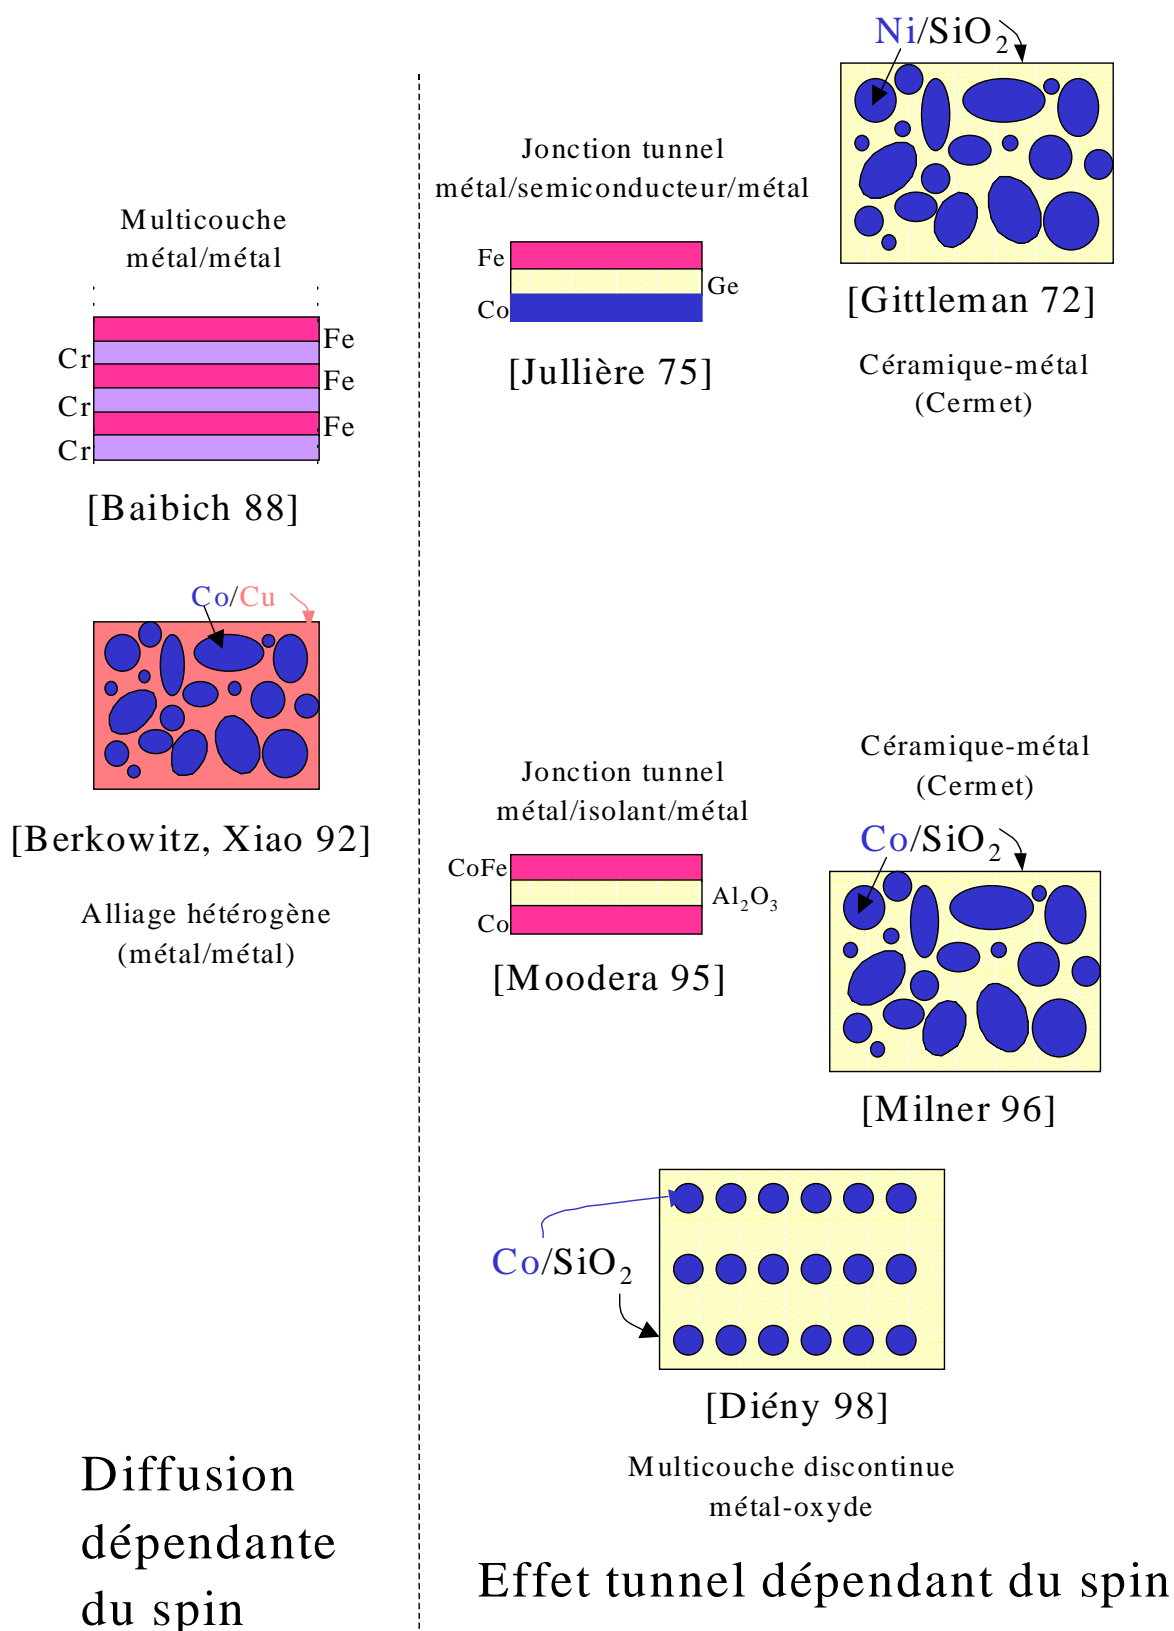 Multicouche
métal/métal
Fe
Cr
Fe
Cr
Fe
Cr
[Baibich 88]
Co/Cu
[Berkowitz, Xiao 92]
Alliage hétérogène
(métal/métal)
Diffusion
dépendante
du spin
Ni/SiO₂
[Gittleman 72]
Céramique-métal
(Cermet)
Jonction tunnel
métal/semiconducteur/métal
Fe
Ge
Co
[Jullière 75]
Jonction tunnel
métal/isolant/métal
CoFe
Al₂O₃
Co
[Moodera 95]
Céramique-métal
(Cermet)
Co/SiO₂
[Milner 96]
Co/SiO₂
[Diény 98]
Multicouche discontinue
métal-oxyde
Effet tunnel dépendant du spin